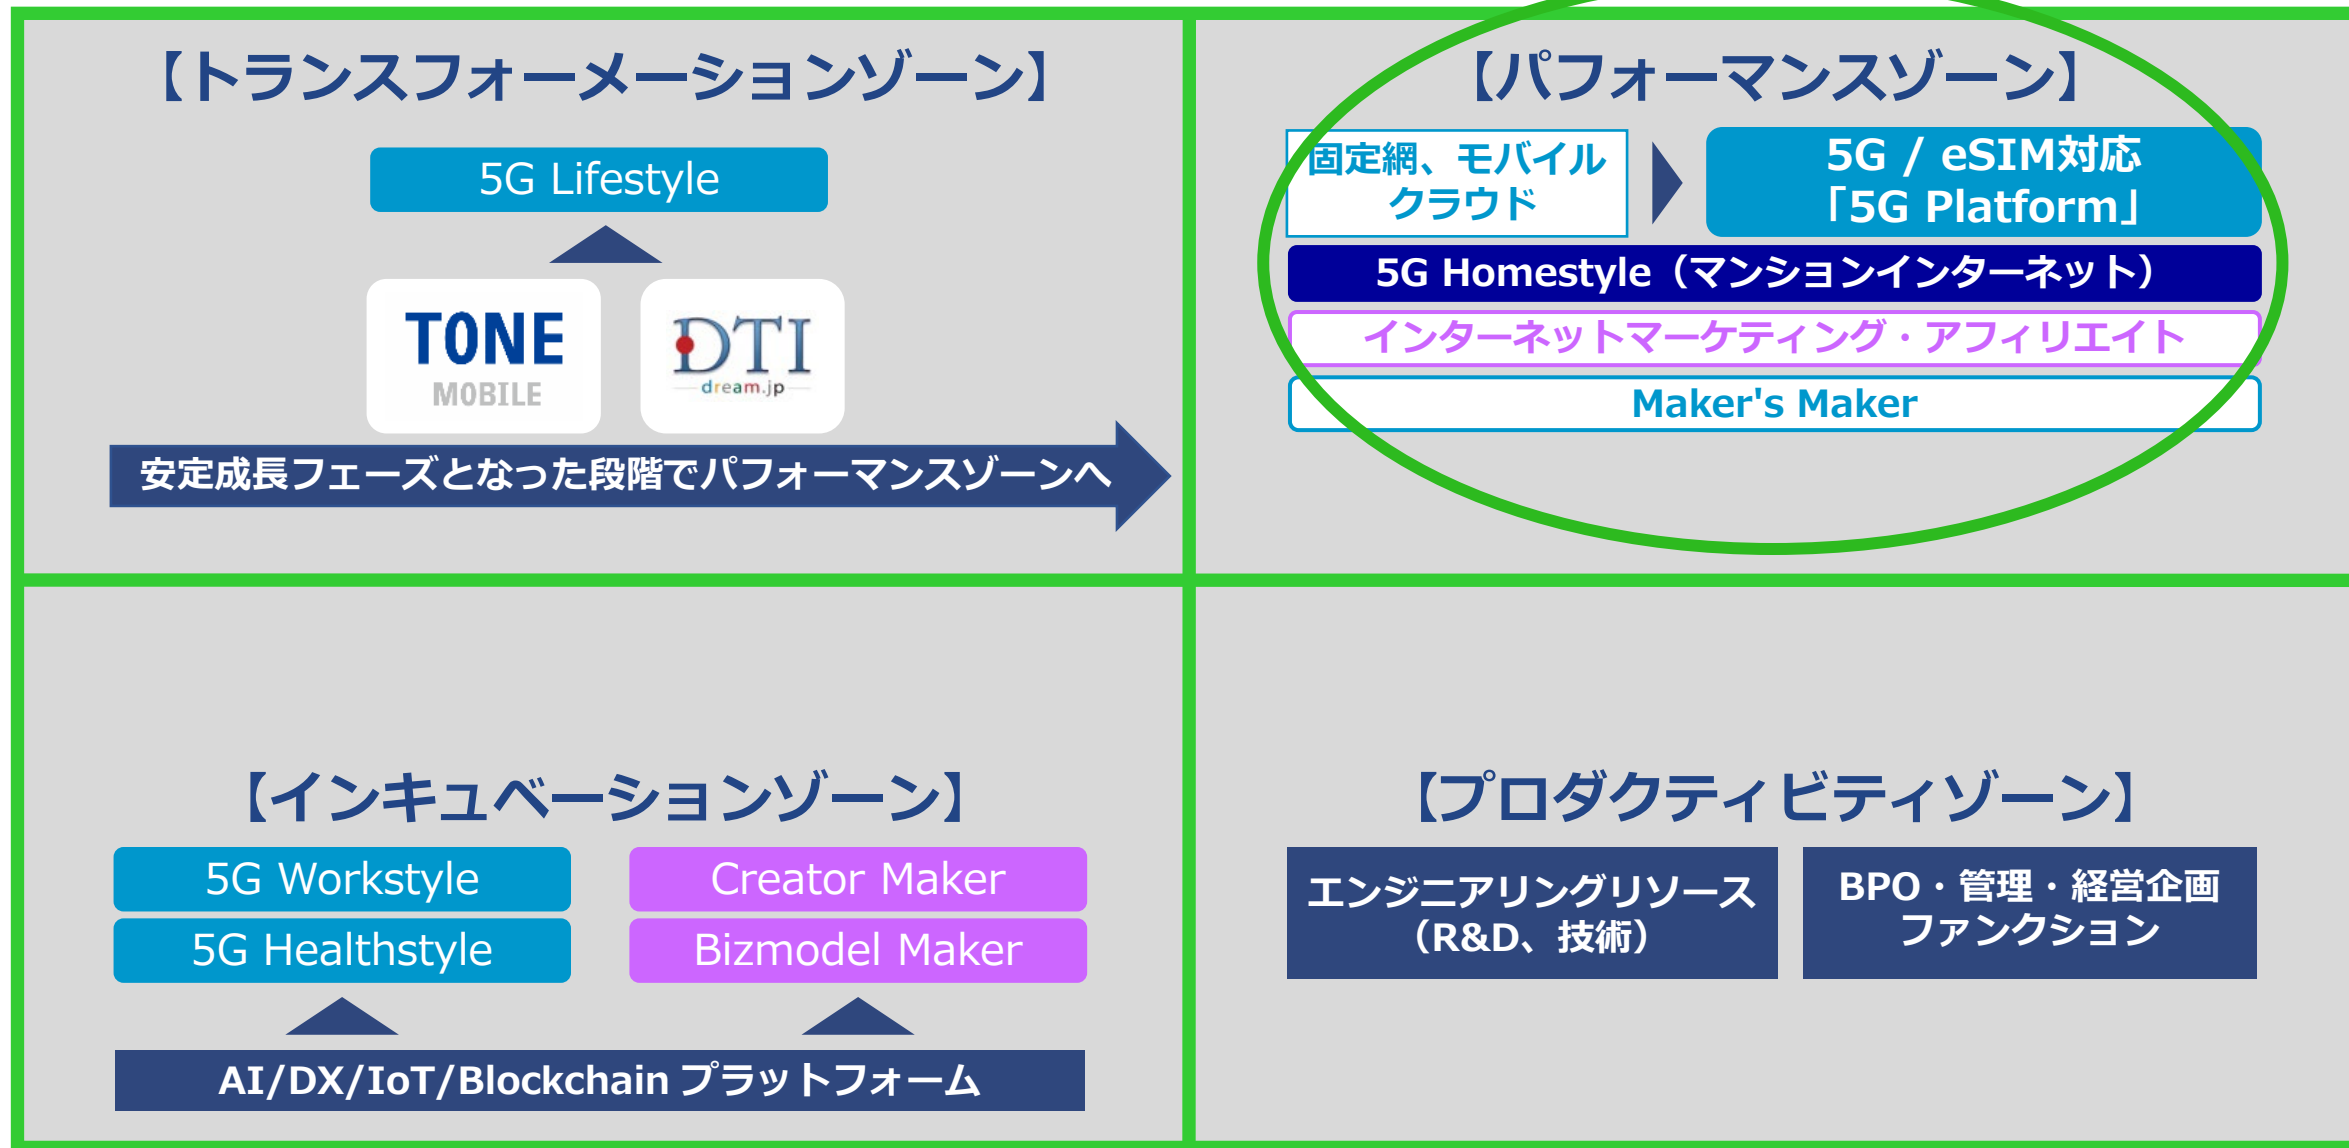 【トランスフォーメーションゾーン】
5G Lifestyle
TONE
MOBILE
DTI
dream.jp
安定成長フェーズとなった段階でパフォーマンスゾーンへ
【パフォーマンスゾーン】
固定網、モバイル
クラウド
5G / eSIM対応
「5G Platform」
5G Homestyle（マンションインターネット）
インターネットマーケティング・アフィリエイト
Maker's Maker
【インキュベーションゾーン】
5G Workstyle
Creator Maker
5G Healthstyle
Bizmodel Maker
AI/DX/IoT/Blockchain プラットフォーム
【プロダクティビティゾーン】
エンジニアリングリソース
（R&D、技術）
BPO・管理・経営企画
ファンクション